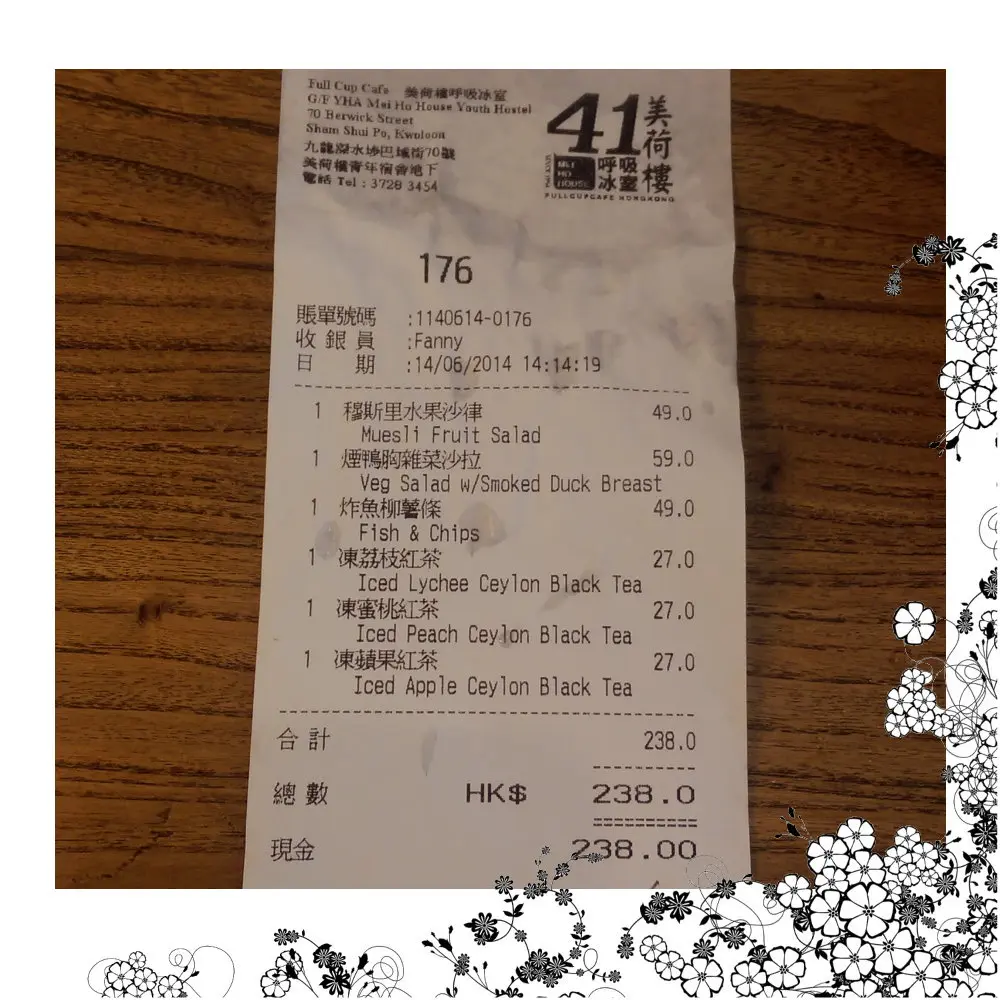 Full Cup Cafe 美荷樓呼吸冰室
G/F YHA Mei Ho House Youth Hostel
70 Berwick Street
Sham Shui Po, Kwoloon
九龍深水埗巴域街70號
美荷樓青年宿舍地下
電話 Tel : 3728 3454
41 美荷樓
MEI HO HOUSE 呼吸冰室
FULLCUPCAFE HONGKONG
176
賬單號碼 :1140614-0176
收銀員 :Fanny
日期 :14/06/2014 14:14:19
1 穆斯里水果沙律 49.0
Muesli Fruit Salad
1 煙鴨胸雜菜沙拉 59.0
Veg Salad w/Smoked Duck Breast
1 炸魚柳薯條 49.0
Fish & Chips
1 凍荔枝紅茶 27.0
Iced Lychee Ceylon Black Tea
1 凍蜜桃紅茶 27.0
Iced Peach Ceylon Black Tea
1 凍蘋果紅茶 27.0
Iced Apple Ceylon Black Tea
合計 238.0
總數 HK$ 238.0
現金 238.00